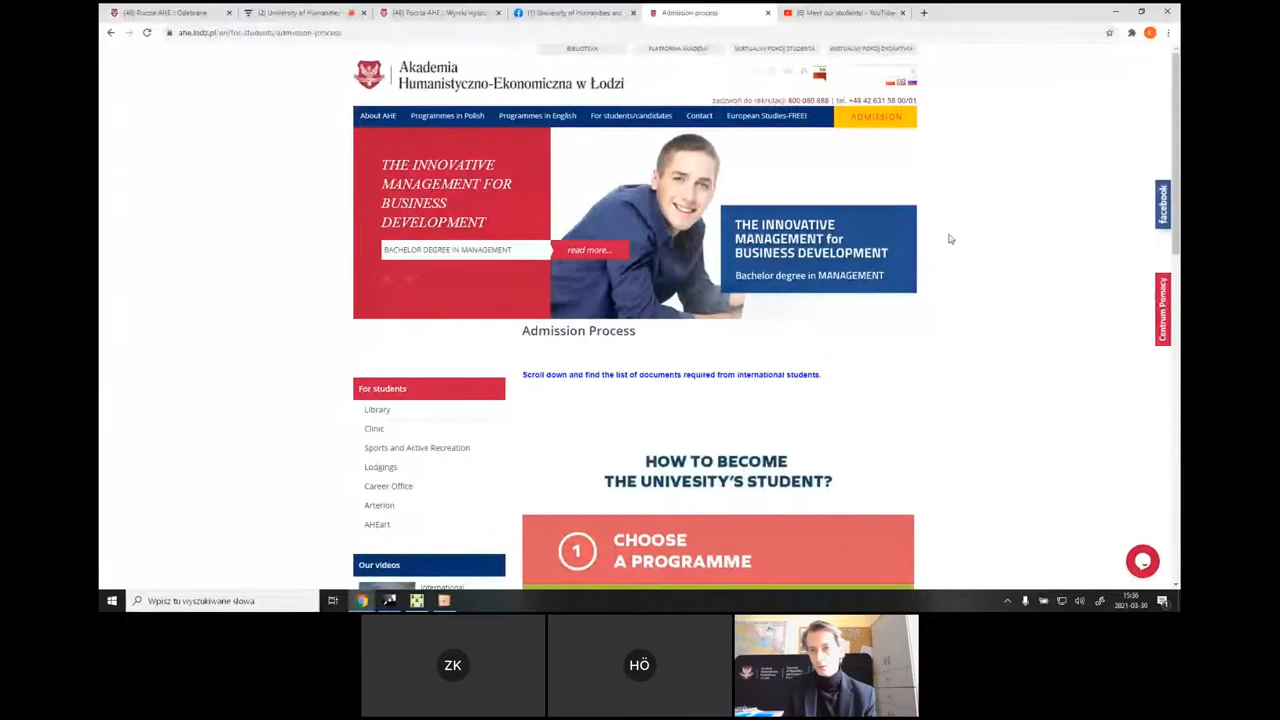 (48) Poczta AHE :: Odebrane
(2) University of Humanities
(46) Poczta AHE :: Wyniki wyszu
(1) University of Humanities an
Admission process
(8) Meet our students! - YouTube
ahe.lodz.pl/en/for-students/admission-process
BIBLIOTEKA
PLATFORMA AKADEMII
WIRTUALNY POKÓJ STUDENTA
WIRTUALNY POKÓJ DYDAKTYKA
Akademia
Humanistyczno-Ekonomiczna w Łodzi
zadzwoń do rekrutacji: 800 080 888 | tel. +48 42 631 58 00/01
About AHE
Programmes in Polish
Programmes in English
For students/candidates
Contact
European Studies-FREE!
ADMISSION
THE INNOVATIVE
MANAGEMENT FOR
BUSINESS
DEVELOPMENT
BACHELOR DEGREE IN MANAGEMENT
read more...
THE INNOVATIVE
MANAGEMENT for
BUSINESS DEVELOPMENT
Bachelor degree in MANAGEMENT
facebook
Centrum Pomocy
Admission Process
Scroll down and find the list of documents required from international students.
For students
Library
Clinic
Sports and Active Recreation
Lodgings
Career Office
Arterion
AHEart
HOW TO BECOME
THE UNIVESITY'S STUDENT?
1
CHOOSE
A PROGRAMME
Our videos
International
Wpisz tu wyszukiwane słowa
15:36
2021-03-30
ZK
HÖ